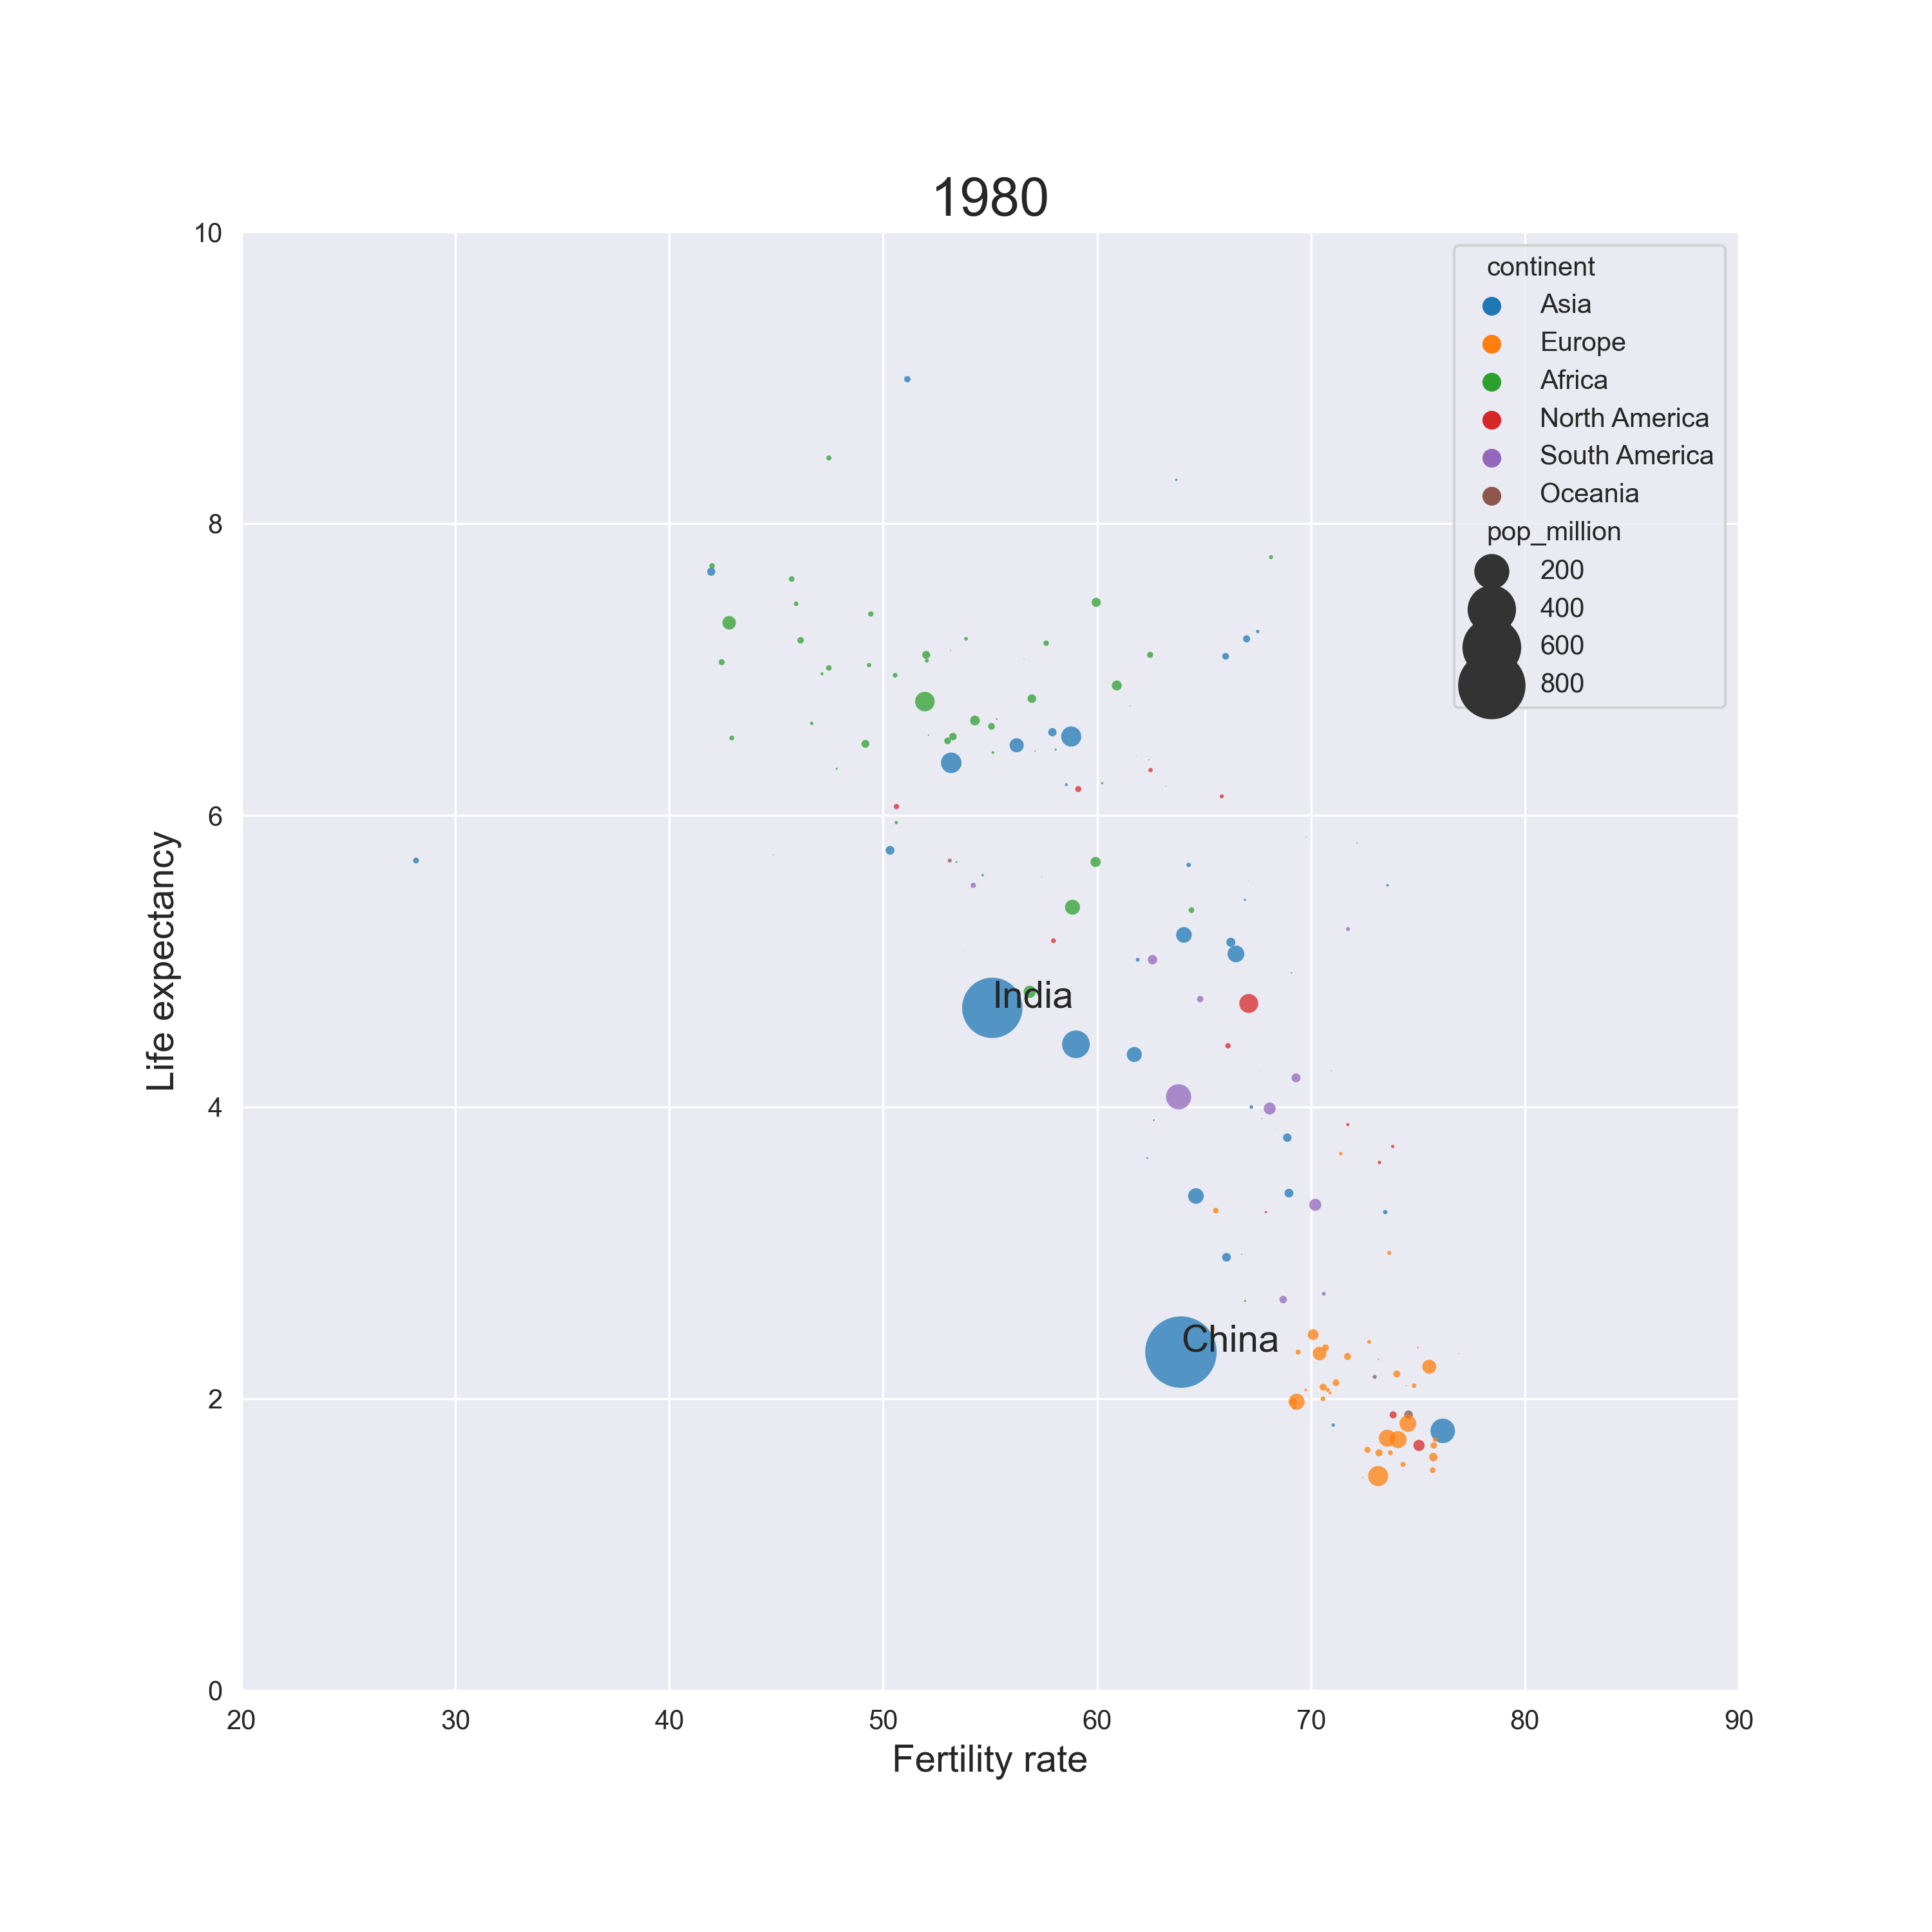 1980
10
8
6
4
2
0
Life expectancy
continent
Asia
Europe
Africa
North America
South America
Oceania
pop_million
200
400
600
800
India
China
20 30 40 50 60 70 80 90
Fertility rate